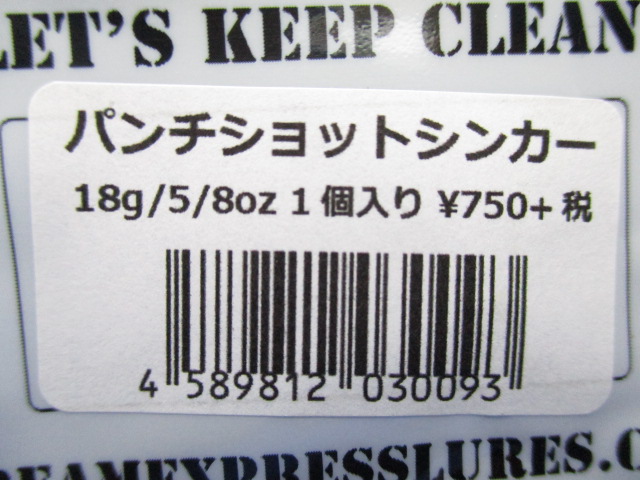 LET'S KEEP CLEAN
パンチショットシンカー
18g/5/8oz 1個入り ¥750+税
4 589812 030093
REAMEXPRESSLURES.C